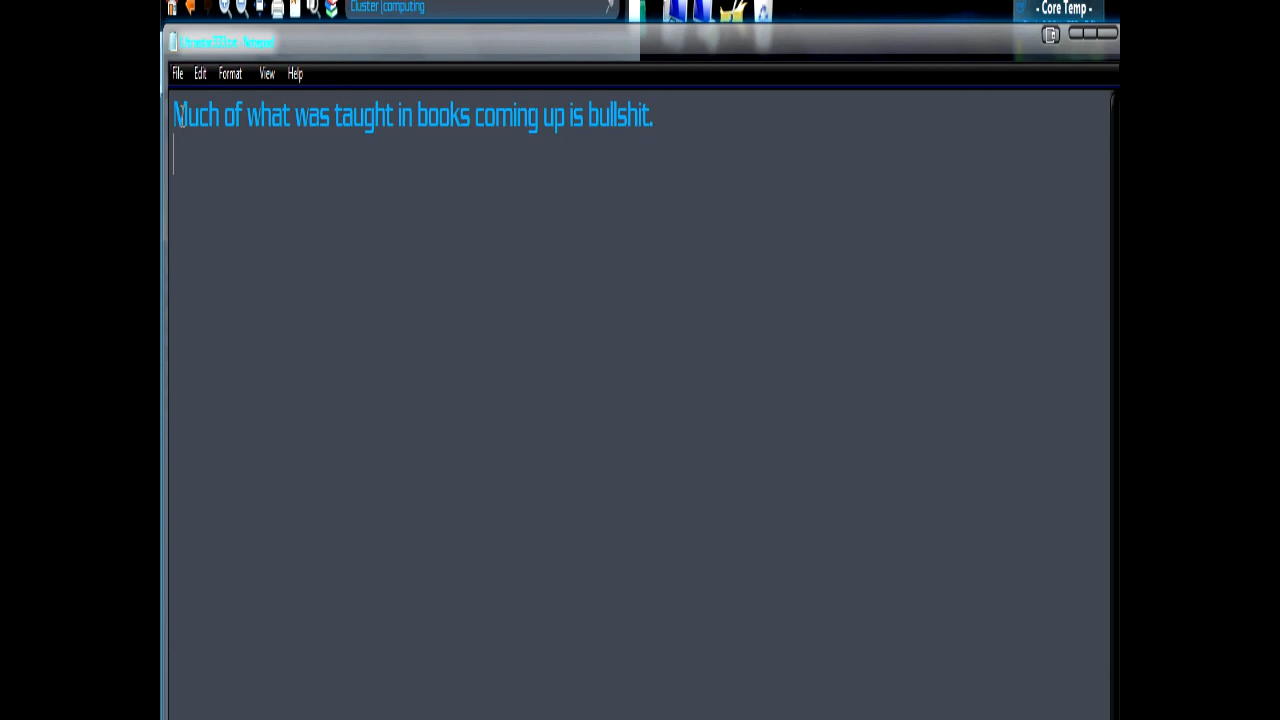 Cluster computing
- Core Temp -
- Notepad
File Edit Format View Help
Much of what was taught in books coming up is bullshit.